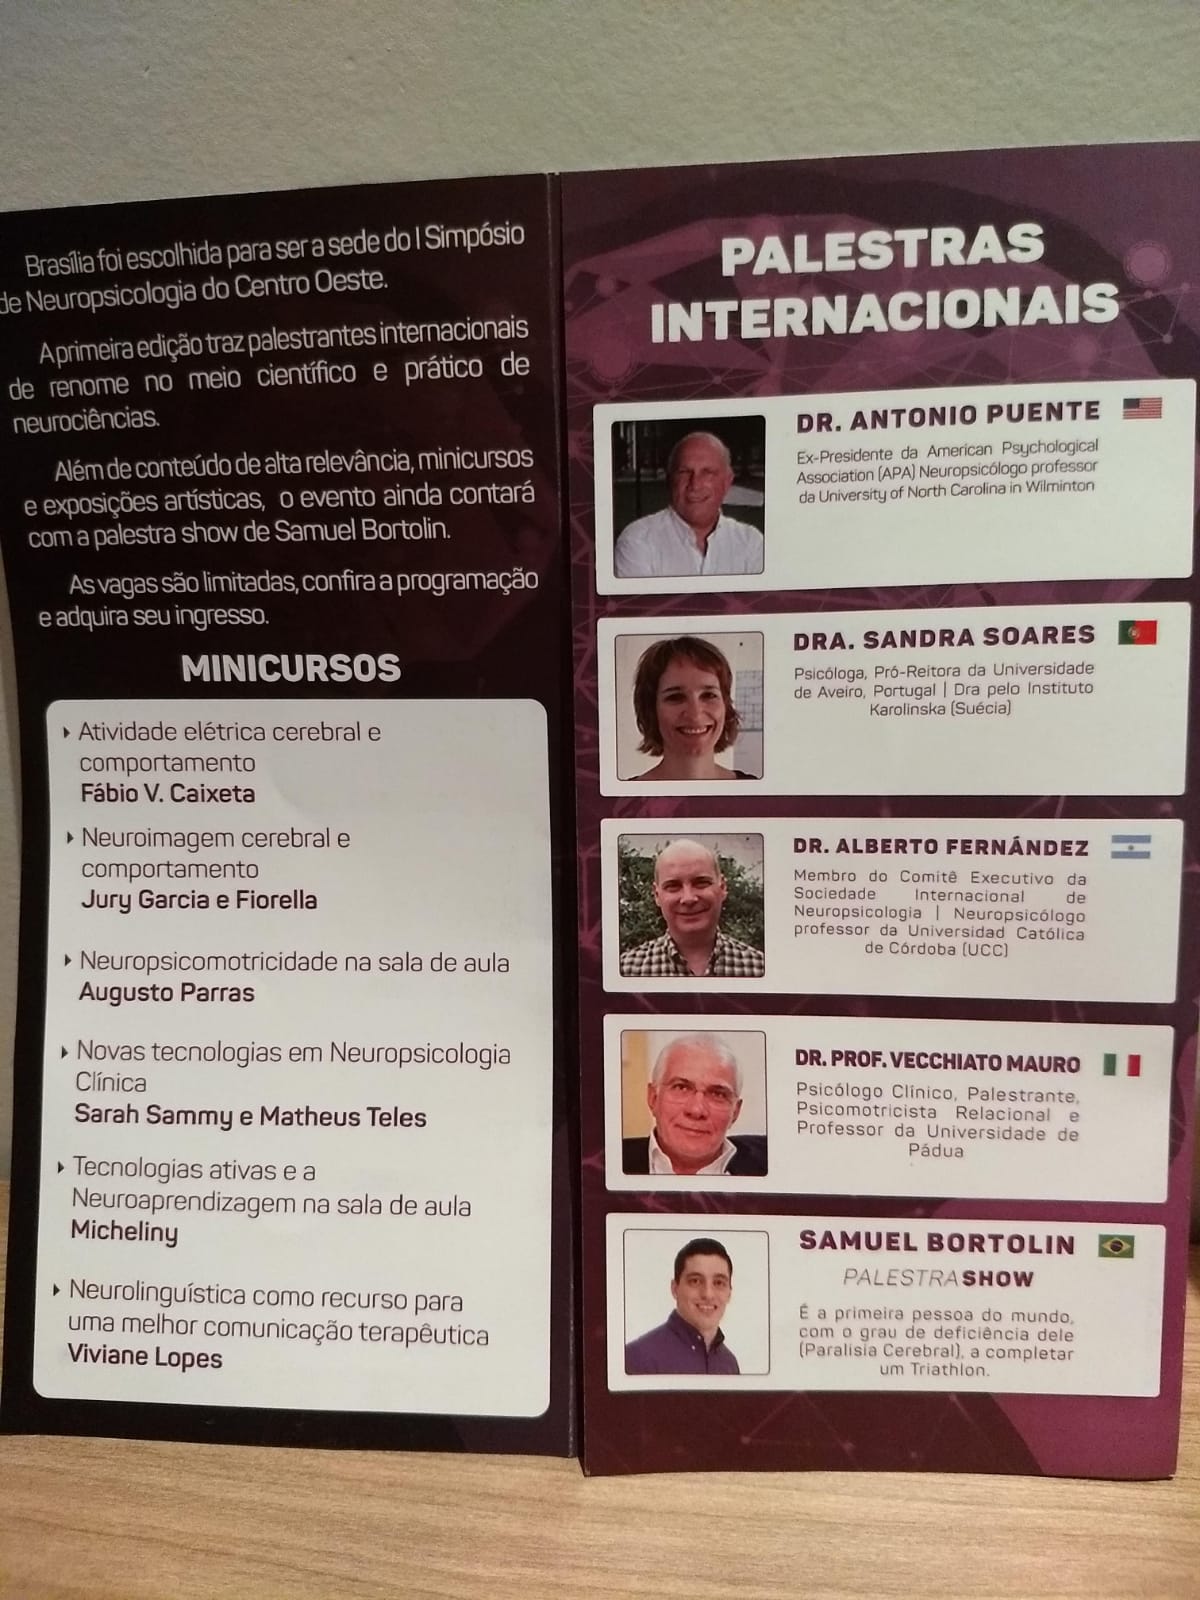 Brasília foi escolhida para ser a sede do I Simpósio
de Neuropsicologia do Centro Oeste.
A primeira edição traz palestrantes internacionais
de renome no meio científico e prático de
neurociências.
Além de conteúdo de alta relevância, minicursos
e exposições artísticas, o evento ainda contará
com a palestra show de Samuel Bortolin.
As vagas são limitadas, confira a programação
e adquira seu ingresso.
MINICURSOS
Atividade elétrica cerebral e
comportamento
Fábio V. Caixeta
Neuroimagem cerebral e
comportamento
Jury Garcia e Fiorella
Neuropsicomotricidade na sala de aula
Augusto Parras
Novas tecnologias em Neuropsicologia
Clínica
Sarah Sammy e Matheus Teles
Tecnologias ativas e a
Neuroaprendizagem na sala de aula
Micheliny
Neurolinguística como recurso para
uma melhor comunicação terapêutica
Viviane Lopes
PALESTRAS
INTERNACIONAIS
DR. ANTONIO PUENTE
Ex-Presidente da American Psychological
Association (APA) Neuropsicólogo professor
da University of North Carolina in Wilminton
DRA. SANDRA SOARES
Psicóloga, Pró-Reitora da Universidade
de Aveiro, Portugal | Dra pelo Instituto
Karolinska (Suécia)
DR. ALBERTO FERNÁNDEZ
Membro do Comitê Executivo da
Sociedade Internacional de
Neuropsicologia | Neuropsicólogo
professor da Universidad Católica
de Córdoba (UCC)
DR. PROF. VECCHIATO MAURO
Psicólogo Clínico, Palestrante,
Psicomotricista Relacional e
Professor da Universidade de
Pádua
SAMUEL BORTOLIN
PALESTRASHOW
É a primeira pessoa do mundo,
com o grau de deficiência dele
(Paralisia Cerebral), a completar
um Triathlon.